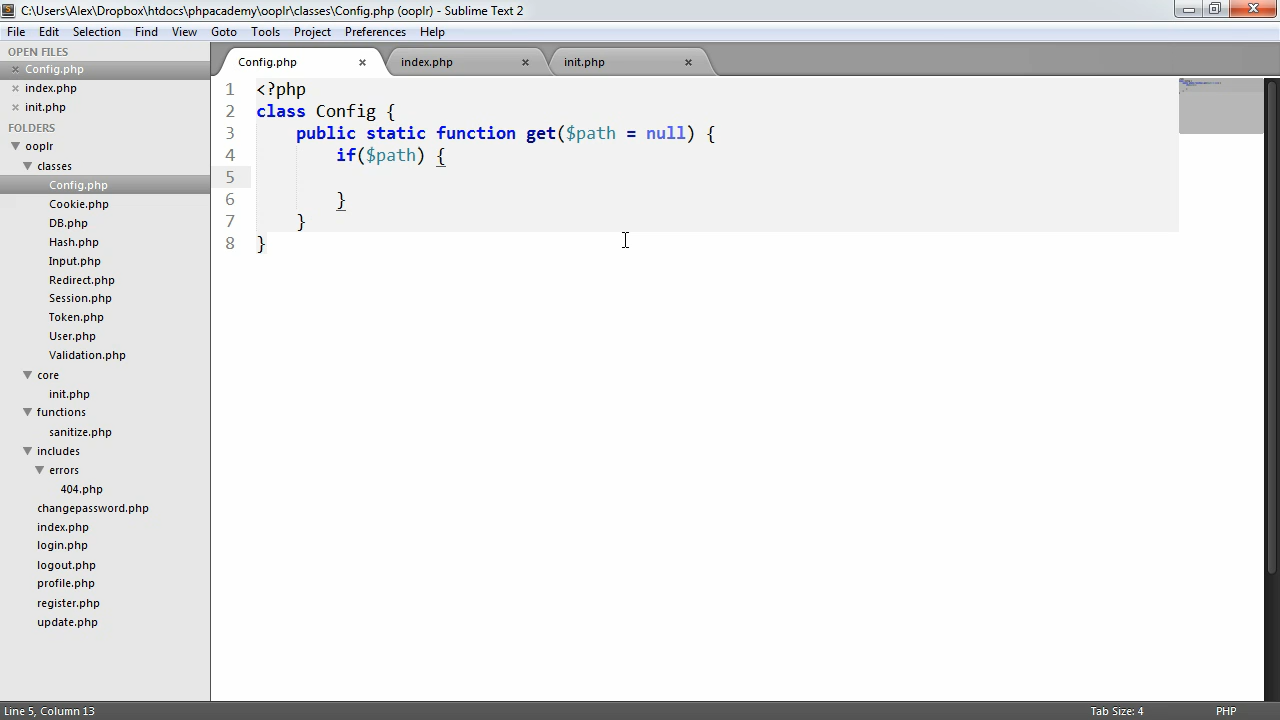 C:\Users\Alex\Dropbox\htdocs\phpacademy\ooplr\classes\Config.php (ooplr) - Sublime Text 2
File Edit Selection Find View Goto Tools Project Preferences Help
OPEN FILES
Config.php
index.php
init.php
FOLDERS
ooplr
classes
Config.php
Cookie.php
DB.php
Hash.php
Input.php
Redirect.php
Session.php
Token.php
User.php
Validation.php
core
init.php
functions
sanitize.php
includes
errors
404.php
changepassword.php
index.php
login.php
logout.php
profile.php
register.php
update.php
Config.php index.php init.php
1 <?php
2 class Config {
3 public static function get($path = null) {
4 if($path) {
5
6 }
7 }
8 }
Line 5, Column 13 Tab Size: 4 PHP